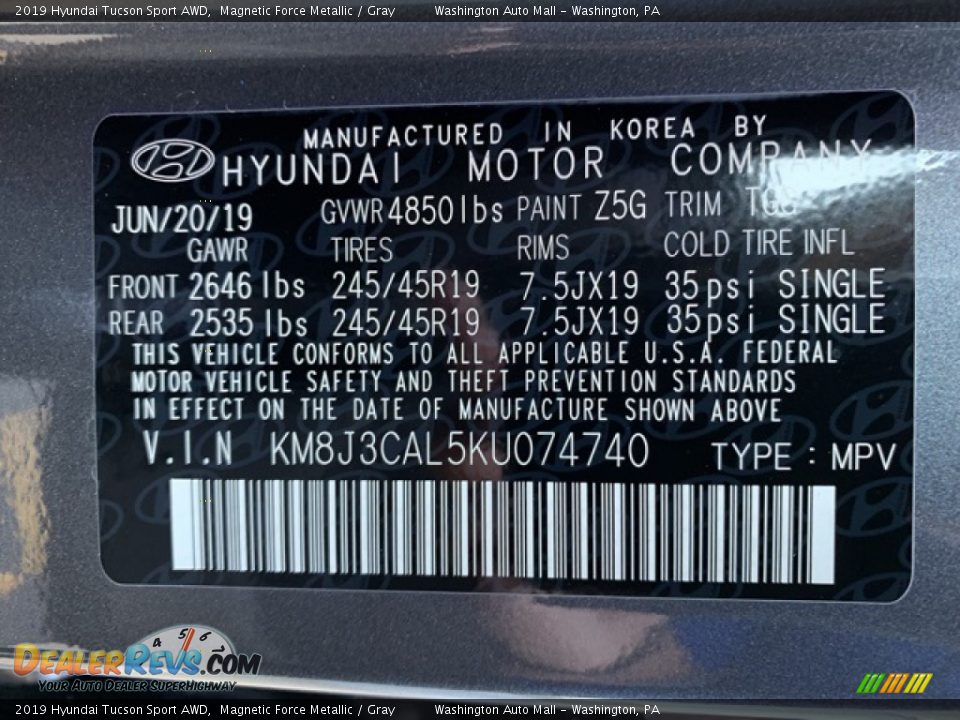 2019 Hyundai Tucson Sport AWD, Magnetic Force Metallic / Gray Washington Auto Mall - Washington, PA
MANUFACTURED IN KOREA BY
HYUNDAI MOTOR COMPANY
JUN/20/19 GVWR 4850lbs PAINT Z5G TRIM TGG
GAWR TIRES RIMS COLD TIRE INFL
FRONT 2646 lbs 245/45R19 7.5JX19 35psi SINGLE
REAR 2535 lbs 245/45R19 7.5JX19 35psi SINGLE
THIS VEHICLE CONFORMS TO ALL APPLICABLE U.S.A. FEDERAL
MOTOR VEHICLE SAFETY AND THEFT PREVENTION STANDARDS
IN EFFECT ON THE DATE OF MANUFACTURE SHOWN ABOVE
V.I.N KM8J3CAL5KU074740 TYPE : MPV
4 5 6
DealerRevs.com
Your Auto Dealer SuperHighway
2019 Hyundai Tucson Sport AWD, Magnetic Force Metallic / Gray Washington Auto Mall - Washington, PA